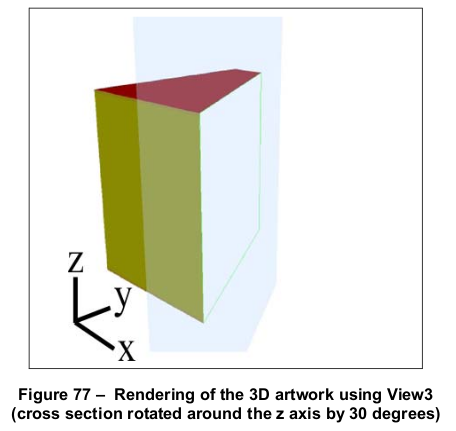 z
y
x
Figure 77 – Rendering of the 3D artwork using View3
(cross section rotated around the z axis by 30 degrees)